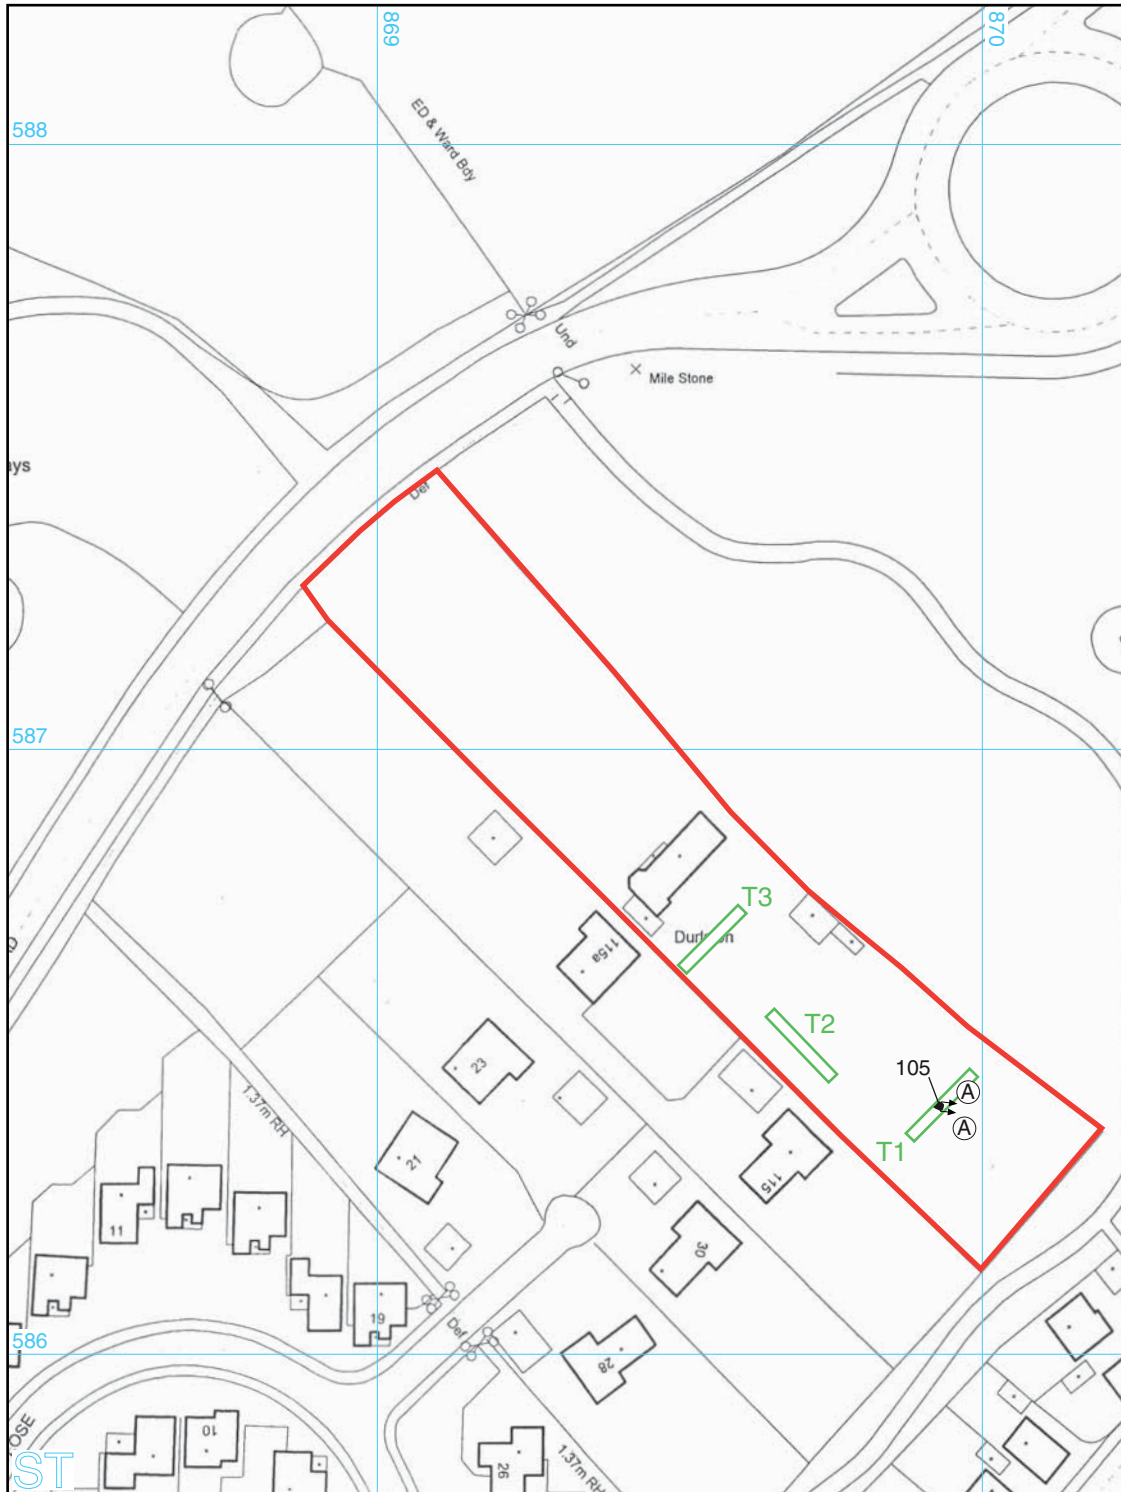 869
870
588
ED & Ward Bdy
Und
Mile Stone
ays
Def
587
T3
115a
T2
105
A
A
T1
23
1.37m RH
21
115
11
30
19
Def
586
28
OSE
10
26
1.37m RH
ST